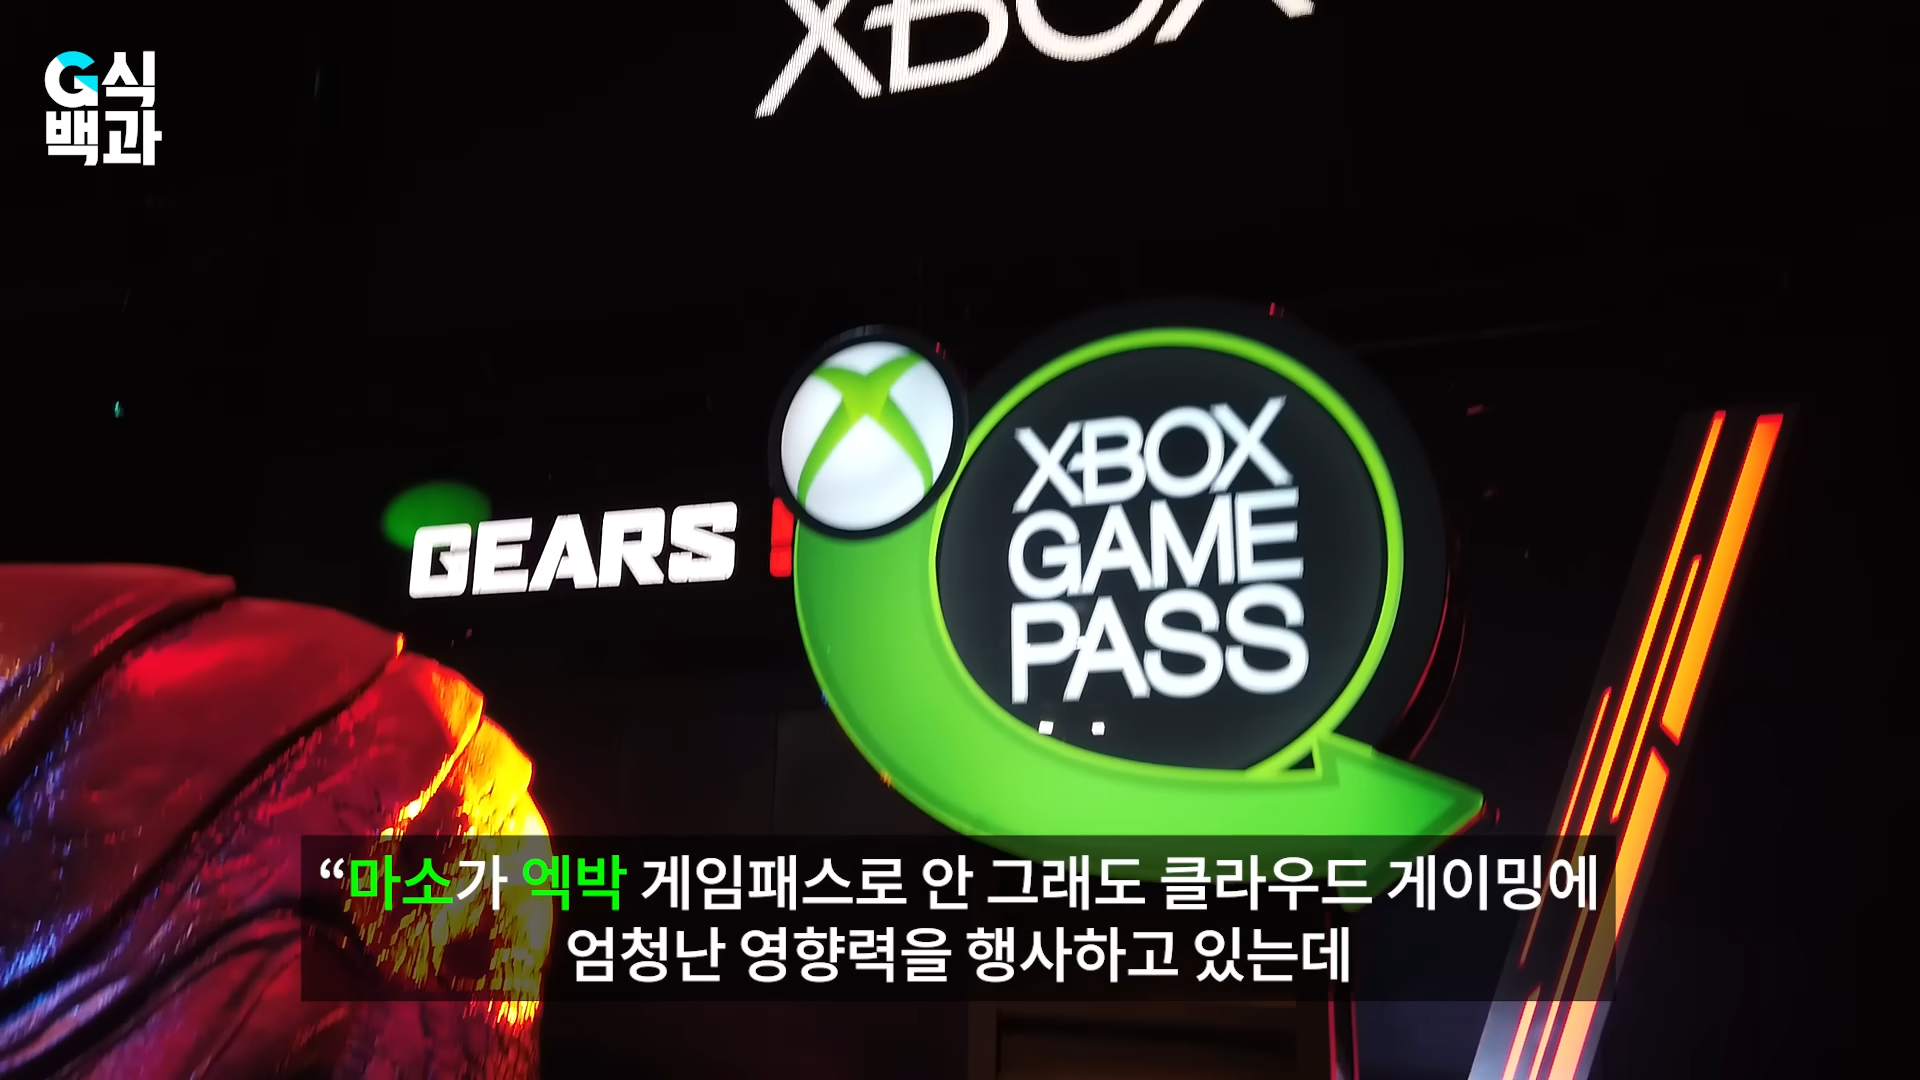 G식
백과
XBOX
GEARS
XBOX
GAME
PASS
“마소가 엑박 게임패스로 안 그래도 클라우드 게이밍에
엄청난 영향력을 행사하고 있는데